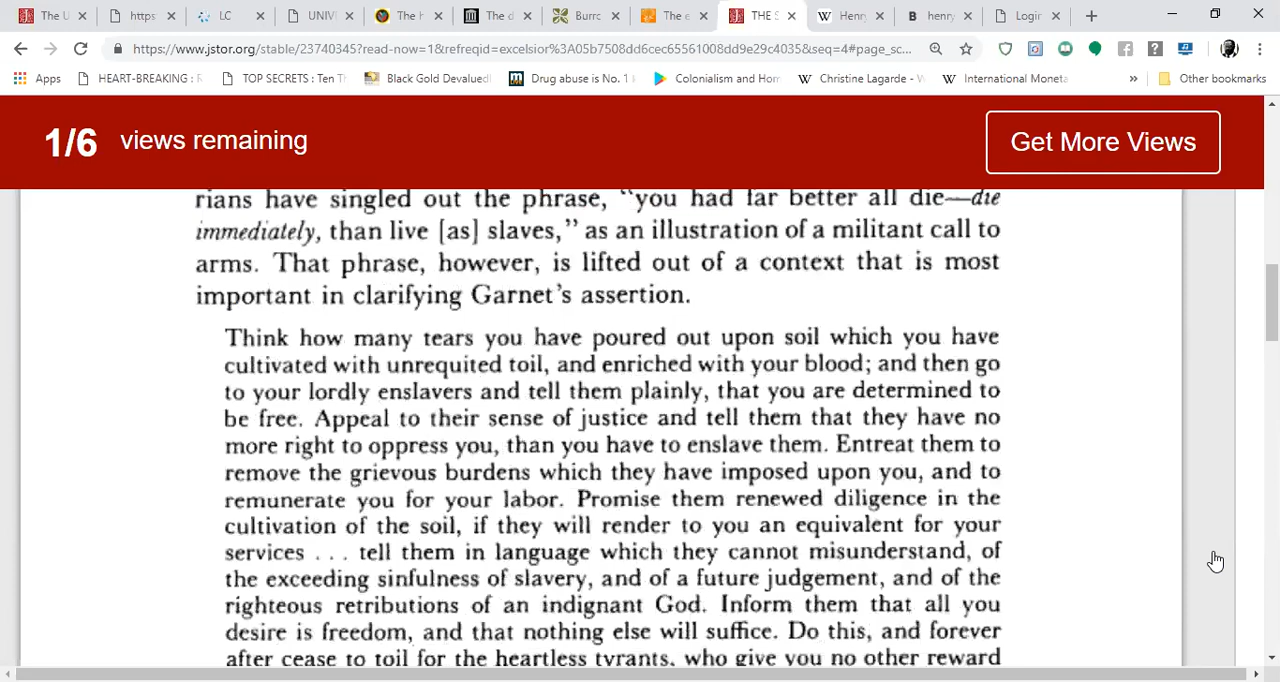 The U
https
LC
UNIV
The h
The d
Burrc
The e
THE S
Henry
henry
Login
https://www.jstor.org/stable/23740345?read-now=1&refreqid=excelsior%3A05b7508dd6cec65561008dd9e29c4035&seq=4#page_sc...
Apps
HEART-BREAKING : R
TOP SECRETS : Ten Th
Black Gold Devalued
Drug abuse is No. 1
Colonialism and Hom
Christine Lagarde - W
International Moneta
»
Other bookmarks
1/6 views remaining
Get More Views
rians have singled out the phrase, “you had far better all die—die
immediately, than live [as] slaves,” as an illustration of a militant call to
arms. That phrase, however, is lifted out of a context that is most
important in clarifying Garnet’s assertion.
Think how many tears you have poured out upon soil which you have
cultivated with unrequited toil, and enriched with your blood; and then go
to your lordly enslavers and tell them plainly, that you are determined to
be free. Appeal to their sense of justice and tell them that they have no
more right to oppress you, than you have to enslave them. Entreat them to
remove the grievous burdens which they have imposed upon you, and to
remunerate you for your labor. Promise them renewed diligence in the
cultivation of the soil, if they will render to you an equivalent for your
services . . . tell them in language which they cannot misunderstand, of
the exceeding sinfulness of slavery, and of a future judgement, and of the
righteous retributions of an indignant God. Inform them that all you
desire is freedom, and that nothing else will suffice. Do this, and forever
after cease to toil for the heartless tyrants, who give you no other reward